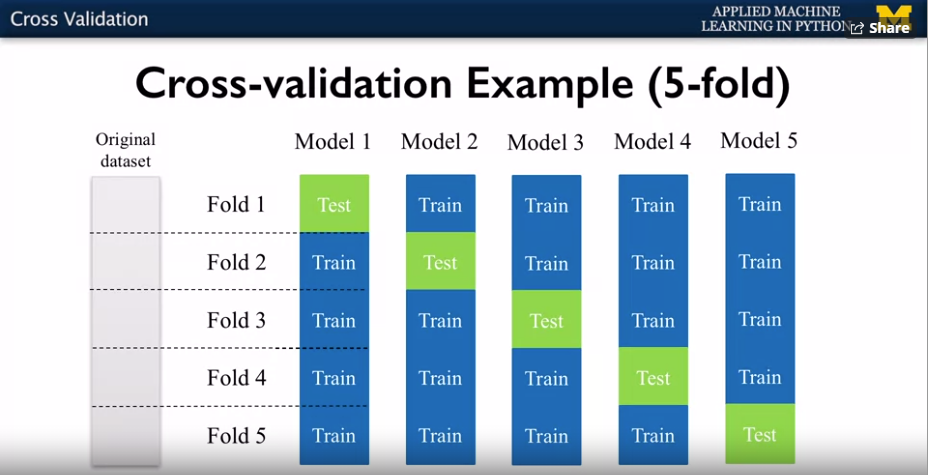 Cross Validation
APPLIED MACHINE
LEARNING IN PYTHON
Share
Cross-validation Example (5-fold)
Original
dataset
Model 1 Model 2 Model 3 Model 4 Model 5
Fold 1 Test Train Train Train Train
Fold 2 Train Test Train Train Train
Fold 3 Train Train Test Train Train
Fold 4 Train Train Train Test Train
Fold 5 Train Train Train Train Test